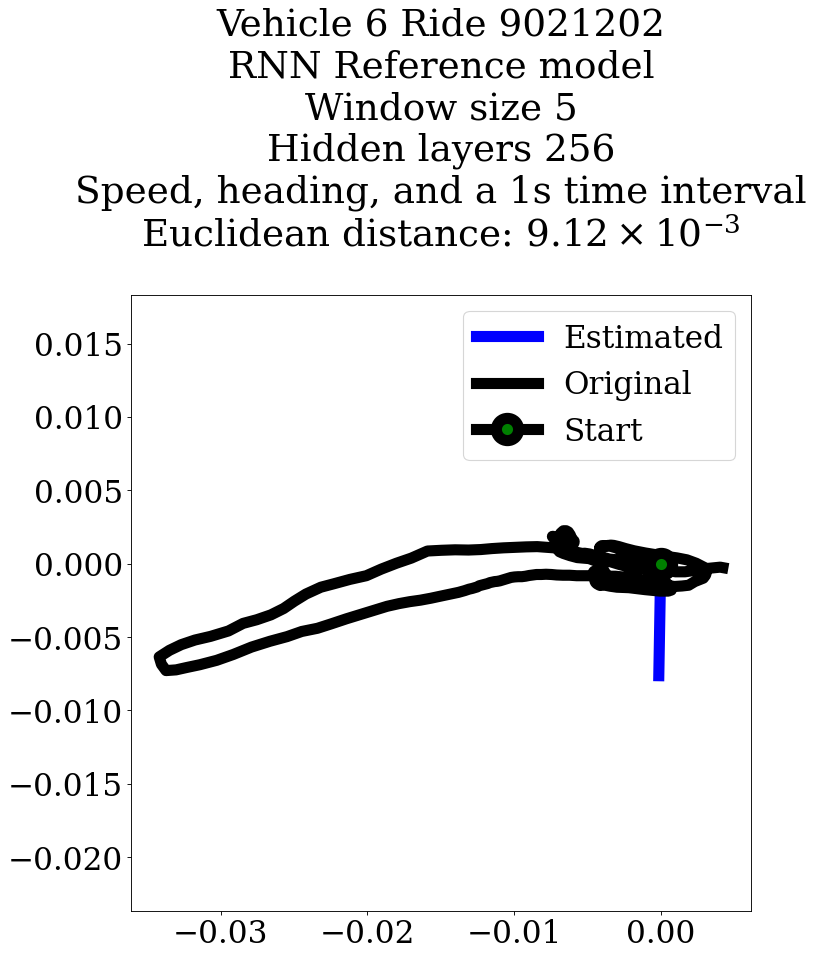 Vehicle 6 Ride 9021202
RNN Reference model
Window size 5
Hidden layers 256
Speed, heading, and a 1s time interval
Euclidean distance: 9.12 × 10⁻³
Estimated
Original
Start
0.015
0.010
0.005
0.000
−0.005
−0.010
−0.015
−0.020
−0.03 −0.02 −0.01 0.00